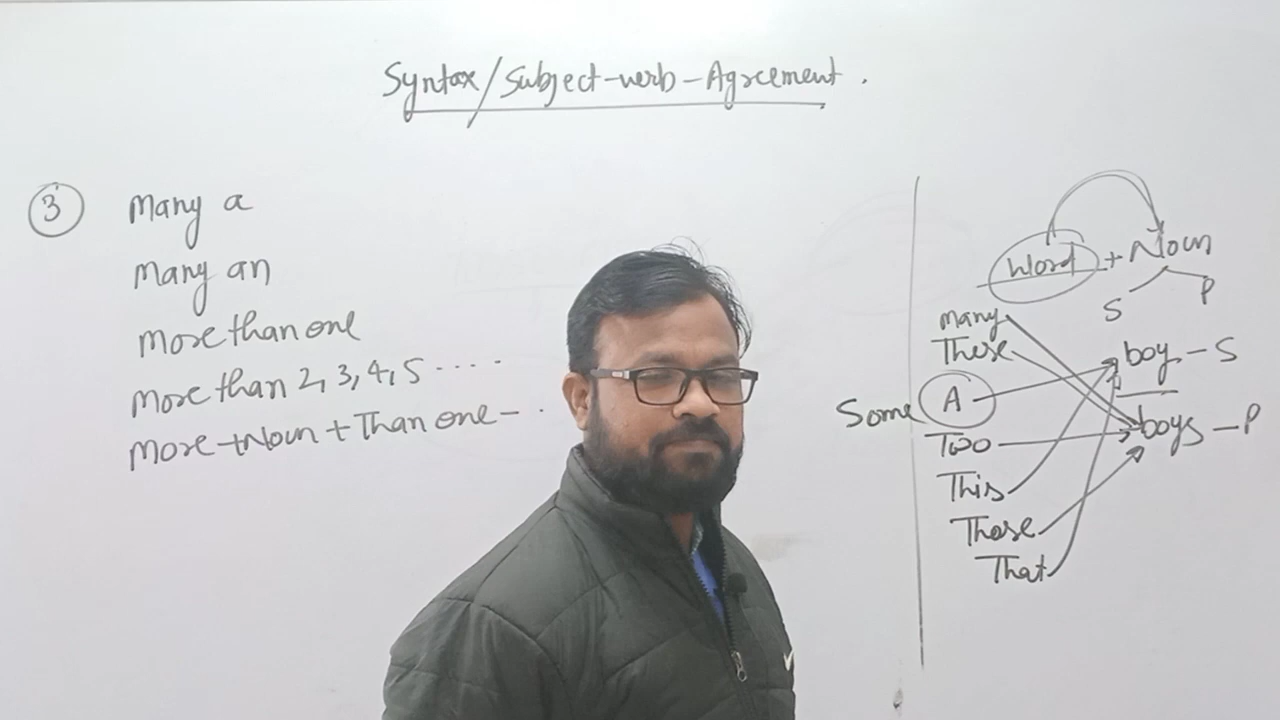 Syntax/Subject-verb-Agreement.
3 Many a
Many an
More than one
More than 2, 3, 4, 5 .....
More +Noun + Than one - .
Word + Noun
S P
Many
These
boy - S
Some A
boys - P
Two
This
Those
That